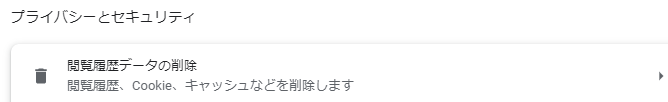 プライバシーとセキュリティ
閲覧履歴データの削除
閲覧履歴、Cookie、キャッシュなどを削除します